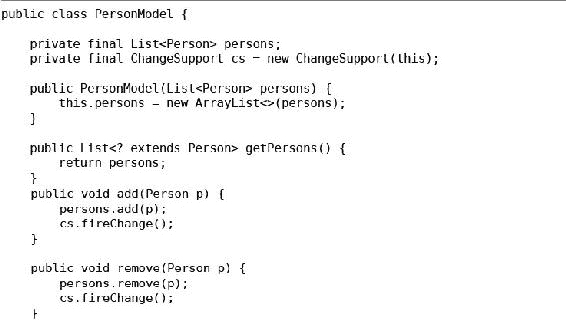 public class PersonModel {
private final List<Person> persons;
private final ChangeSupport cs = new ChangeSupport(this);
public PersonModel(List<Person> persons) {
this.persons = new ArrayList<>(persons);
}
public List<? extends Person> getPersons() {
return persons;
}
public void add(Person p) {
persons.add(p);
cs.fireChange();
}
public void remove(Person p) {
persons.remove(p);
cs.fireChange();
}